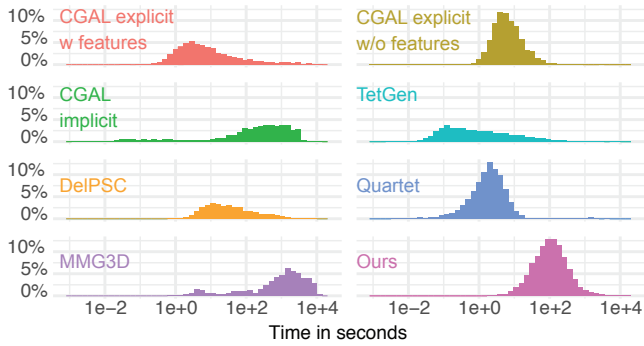 10%
5%
0%
CGAL explicit
w features
CGAL explicit
w/o features
10%
5%
0%
CGAL
implicit
TetGen
10%
5%
0%
DelPSC
Quartet
10%
5%
0%
MMG3D
Ours
1e−2 1e+0 1e+2 1e+4 1e−2 1e+0 1e+2 1e+4
Time in seconds